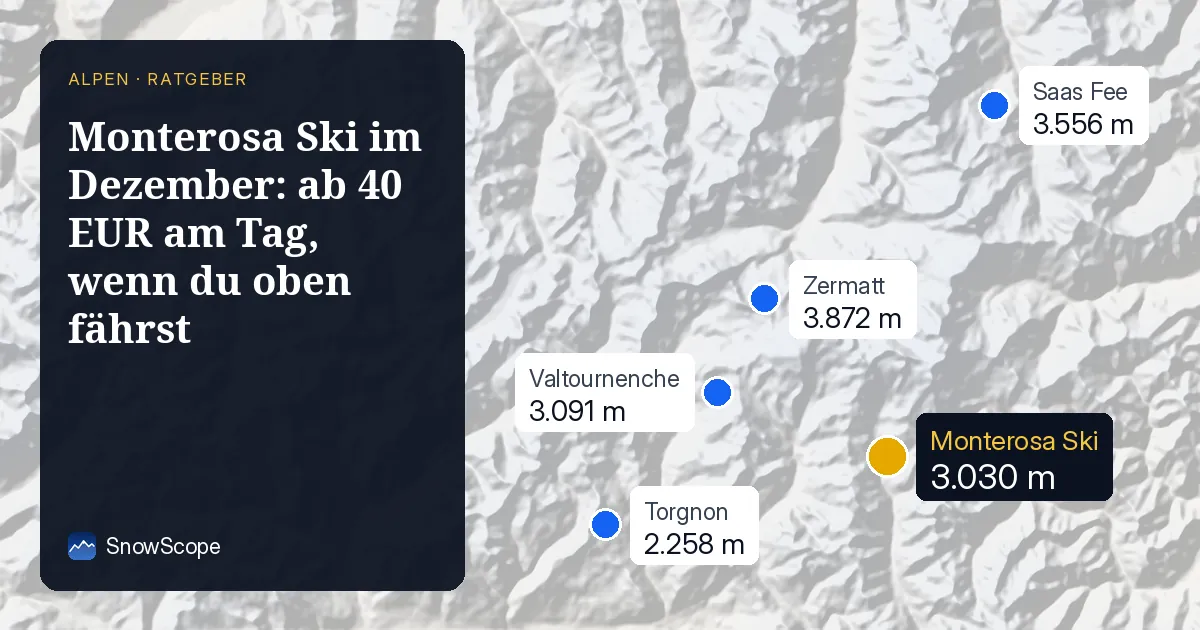 ALPEN · RATGEBER
Monterosa Ski im
Dezember: ab 40
EUR am Tag,
wenn du oben
fährst
SnowScope
Saas Fee
3.556 m
Zermatt
3.872 m
Valtournenche
3.091 m
Monterosa Ski
3.030 m
Torgnon
2.258 m